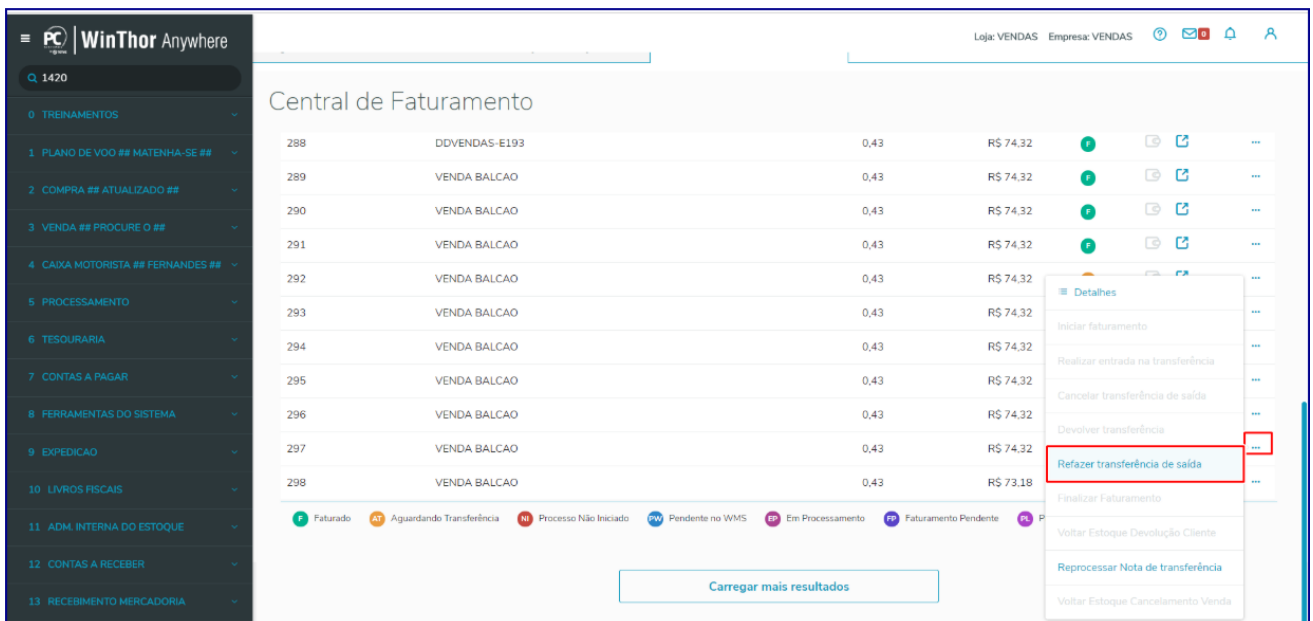 PC WinThor Anywhere
Loja: VENDAS Empresa: VENDAS ? 0
1420
Central de Faturamento
0 TREINAMENTOS
1 PLANO DE VOO ## MATENHA-SE ##
2 COMPRA ## ATUALIZADO ##
3 VENDA ## PROCURE O ##
4 CAIXA MOTORISTA ## FERNANDES ##
5 PROCESSAMENTO
6 TESOURARIA
7 CONTAS A PAGAR
8 FERRAMENTAS DO SISTEMA
9 EXPEDICAO
10 LIVROS FISCAIS
11 ADM. INTERNA DO ESTOQUE
12 CONTAS A RECEBER
13 RECEBIMENTO MERCADORIA
288 DDVENDAS-E193 0,43 R$ 74,32 F ...
289 VENDA BALCAO 0,43 R$ 74,32 F ...
290 VENDA BALCAO 0,43 R$ 74,32 F ...
291 VENDA BALCAO 0,43 R$ 74,32 F ...
292 VENDA BALCAO 0,43 R$ 74,32 ...
293 VENDA BALCAO 0,43 R$ 74,32 ...
294 VENDA BALCAO 0,43 R$ 74,32 ...
295 VENDA BALCAO 0,43 R$ 74,32 ...
296 VENDA BALCAO 0,43 R$ 74,32 ...
297 VENDA BALCAO 0,43 R$ 74,32 ...
298 VENDA BALCAO 0,43 R$ 73,18 ...
Detalhes
Iniciar faturamento
Realizar entrada na transferência
Cancelar transferência de saída
Devolver transferência
Refazer transferência de saída
Finalizar Faturamento
Voltar Estoque Devolução Cliente
Reprocessar Nota de transferência
Voltar Estoque Cancelamento Venda
F Faturado AT Aguardando Transferência NI Processo Não Iniciado PW Pendente no WMS EP Em Processamento FP Faturamento Pendente PL P
Carregar mais resultados